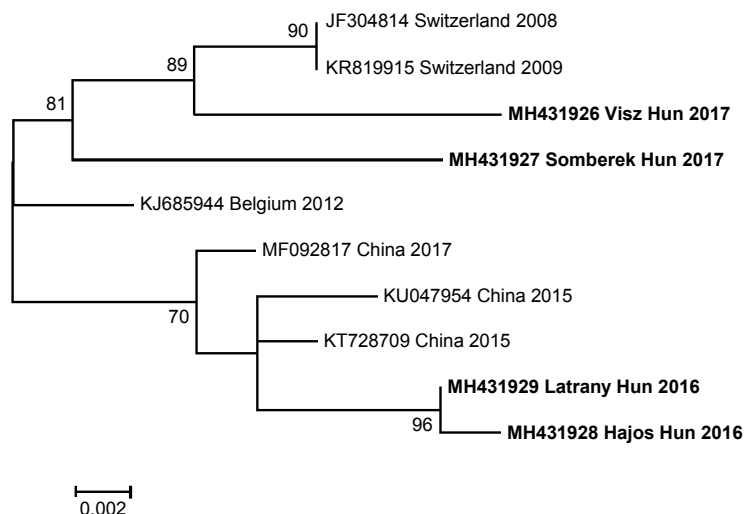 90
JF304814 Switzerland 2008
89
KR819915 Switzerland 2009
81
MH431926 Visz Hun 2017
MH431927 Somberek Hun 2017
KJ685944 Belgium 2012
MF092817 China 2017
70
KU047954 China 2015
KT728709 China 2015
MH431929 Latrany Hun 2016
96
MH431928 Hajos Hun 2016
0.002